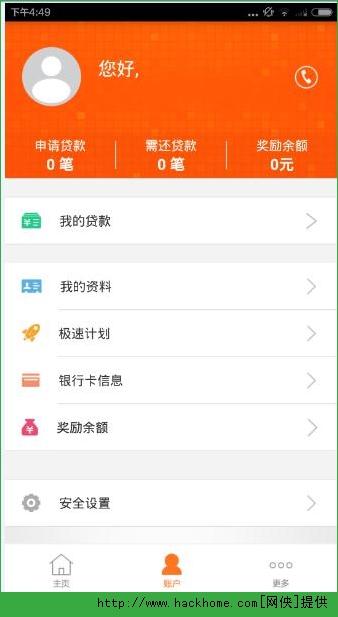 下午4:49
您好,
申请贷款 需还贷款 奖励余额
0 笔 0 笔 0元
我的贷款
我的资料
极速计划
银行卡信息
奖励余额
安全设置
主页 账户 更多
http://www.hackhome.com[网侠]提供